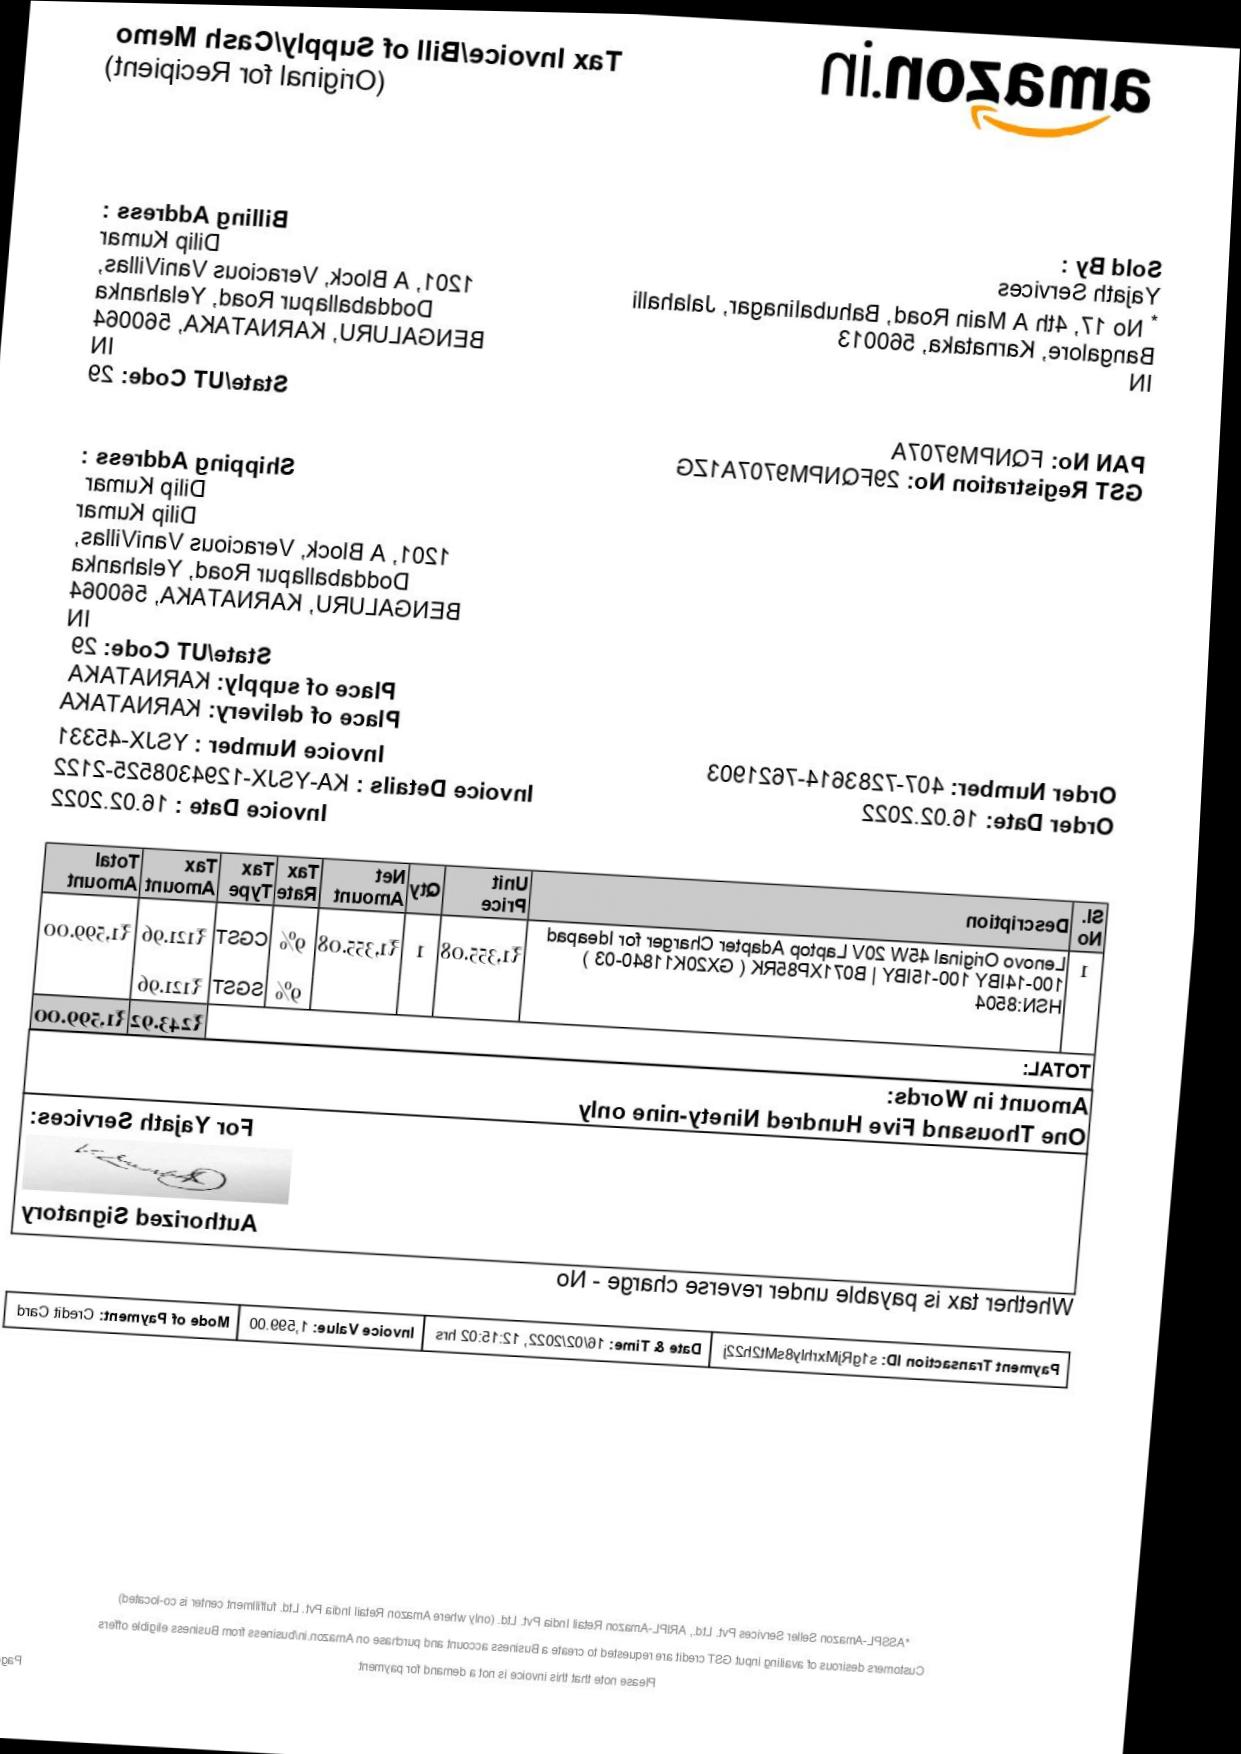 amazon.in
Tax Invoice/Bill of Supply/Cash Memo
(Original for Recipient)
Sold By :
Yajath Services
* No 17, 4th A Main Road, Bahubalinagar, Jalahalli
Bangalore, Karnataka, 560013
IN
Billing Address :
Dilip Kumar
1201, A Block, Veracious VaniVillas,
Doddaballapur Road, Yelahanka
BENGALURU, KARNATAKA, 560064
IN
State/UT Code: 29
PAN No: FQNPM9707A
GST Registration No: 29FQNPM9707A1ZG
Shipping Address :
Dilip Kumar
Dilip Kumar
1201, A Block, Veracious VaniVillas,
Doddaballapur Road, Yelahanka
BENGALURU, KARNATAKA, 560064
IN
State/UT Code: 29
Place of supply: KARNATAKA
Place of delivery: KARNATAKA
Order Number: 407-7283614-7621903
Order Date: 16.02.2022
Invoice Number : YSJX-45331
Invoice Details : KA-YSJX-1294308525-2122
Invoice Date : 16.02.2022
Sl. No Description Unit Price Qty Net Amount Tax Rate Tax Type Tax Amount Total Amount
1 Lenovo Original 45W 20V Laptop Adapter Charger for Ideapad ₹1,355.08 1 ₹1,355.08 9% CGST ₹121.96 ₹1,599.00
100-14IBY 100-15IBY | B071XP85RK ( GX20K11840-03 )
HSN:8504 9% SGST ₹121.96
TOTAL: ₹243.92 ₹1,599.00
Amount in Words:
One Thousand Five Hundred Ninety-nine only
For Yajath Services:
Authorized Signatory
Whether tax is payable under reverse charge - No
Payment Transaction ID: s1gRjMxrhIy8sMt2h22j Date & Time: 16/02/2022, 12:15:02 hrs Invoice Value: 1,599.00 Mode of Payment: Credit Card
*ASSPL-Amazon Seller Services Pvt. Ltd., ARIPL-Amazon Retail India Pvt. Ltd. (only where Amazon Retail India Pvt. Ltd. fulfillment center is co-located)
Customers desirous of availing input GST credit are requested to create a Business account and purchase on Amazon.in/business from Business eligible offers
Please note that this invoice is not a demand for payment